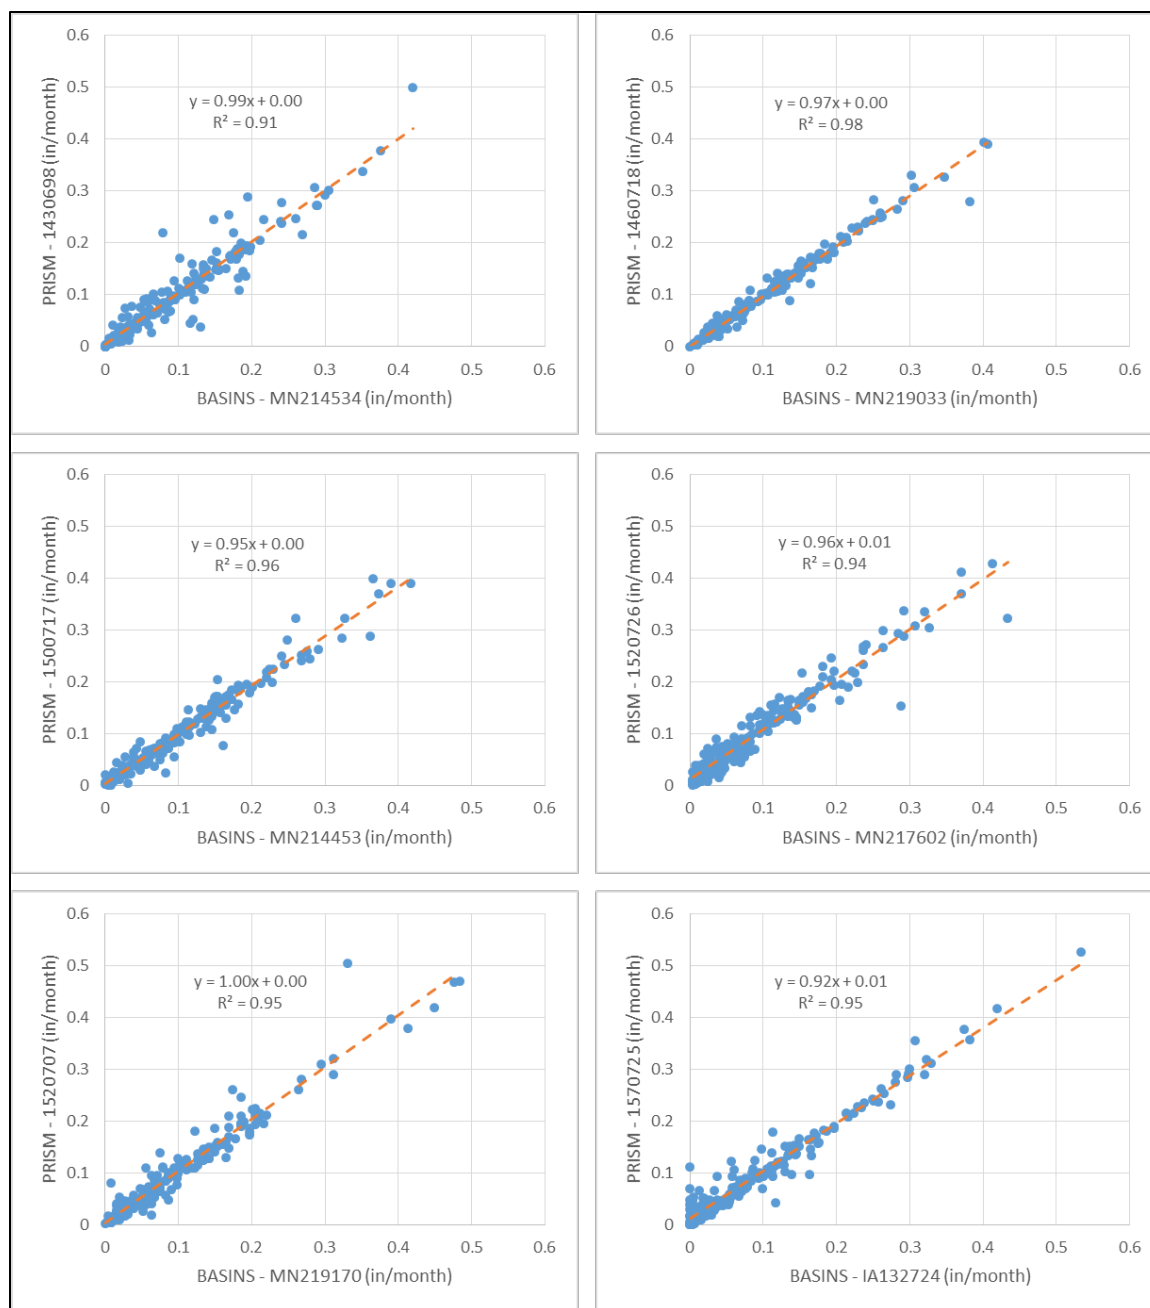 PRISM - 1430698 (in/month)
0.6
0.5
0.4
0.3
0.2
0.1
0
y = 0.99x + 0.00
R² = 0.91
0 0.1 0.2 0.3 0.4 0.5 0.6
BASINS - MN214534 (in/month)
PRISM - 1460718 (in/month)
0.6
0.5
0.4
0.3
0.2
0.1
0
y = 0.97x + 0.00
R² = 0.98
0 0.1 0.2 0.3 0.4 0.5 0.6
BASINS - MN219033 (in/month)
PRISM - 1500717 (in/month)
0.6
0.5
0.4
0.3
0.2
0.1
0
y = 0.95x + 0.00
R² = 0.96
0 0.1 0.2 0.3 0.4 0.5 0.6
BASINS - MN214453 (in/month)
PRISM - 1520726 (in/month)
0.6
0.5
0.4
0.3
0.2
0.1
0
y = 0.96x + 0.01
R² = 0.94
0 0.1 0.2 0.3 0.4 0.5 0.6
BASINS - MN217602 (in/month)
PRISM - 1520707 (in/month)
0.6
0.5
0.4
0.3
0.2
0.1
0
y = 1.00x + 0.00
R² = 0.95
0 0.1 0.2 0.3 0.4 0.5 0.6
BASINS - MN219170 (in/month)
PRISM - 1570725 (in/month)
0.6
0.5
0.4
0.3
0.2
0.1
0
y = 0.92x + 0.01
R² = 0.95
0 0.1 0.2 0.3 0.4 0.5 0.6
BASINS - IA132724 (in/month)